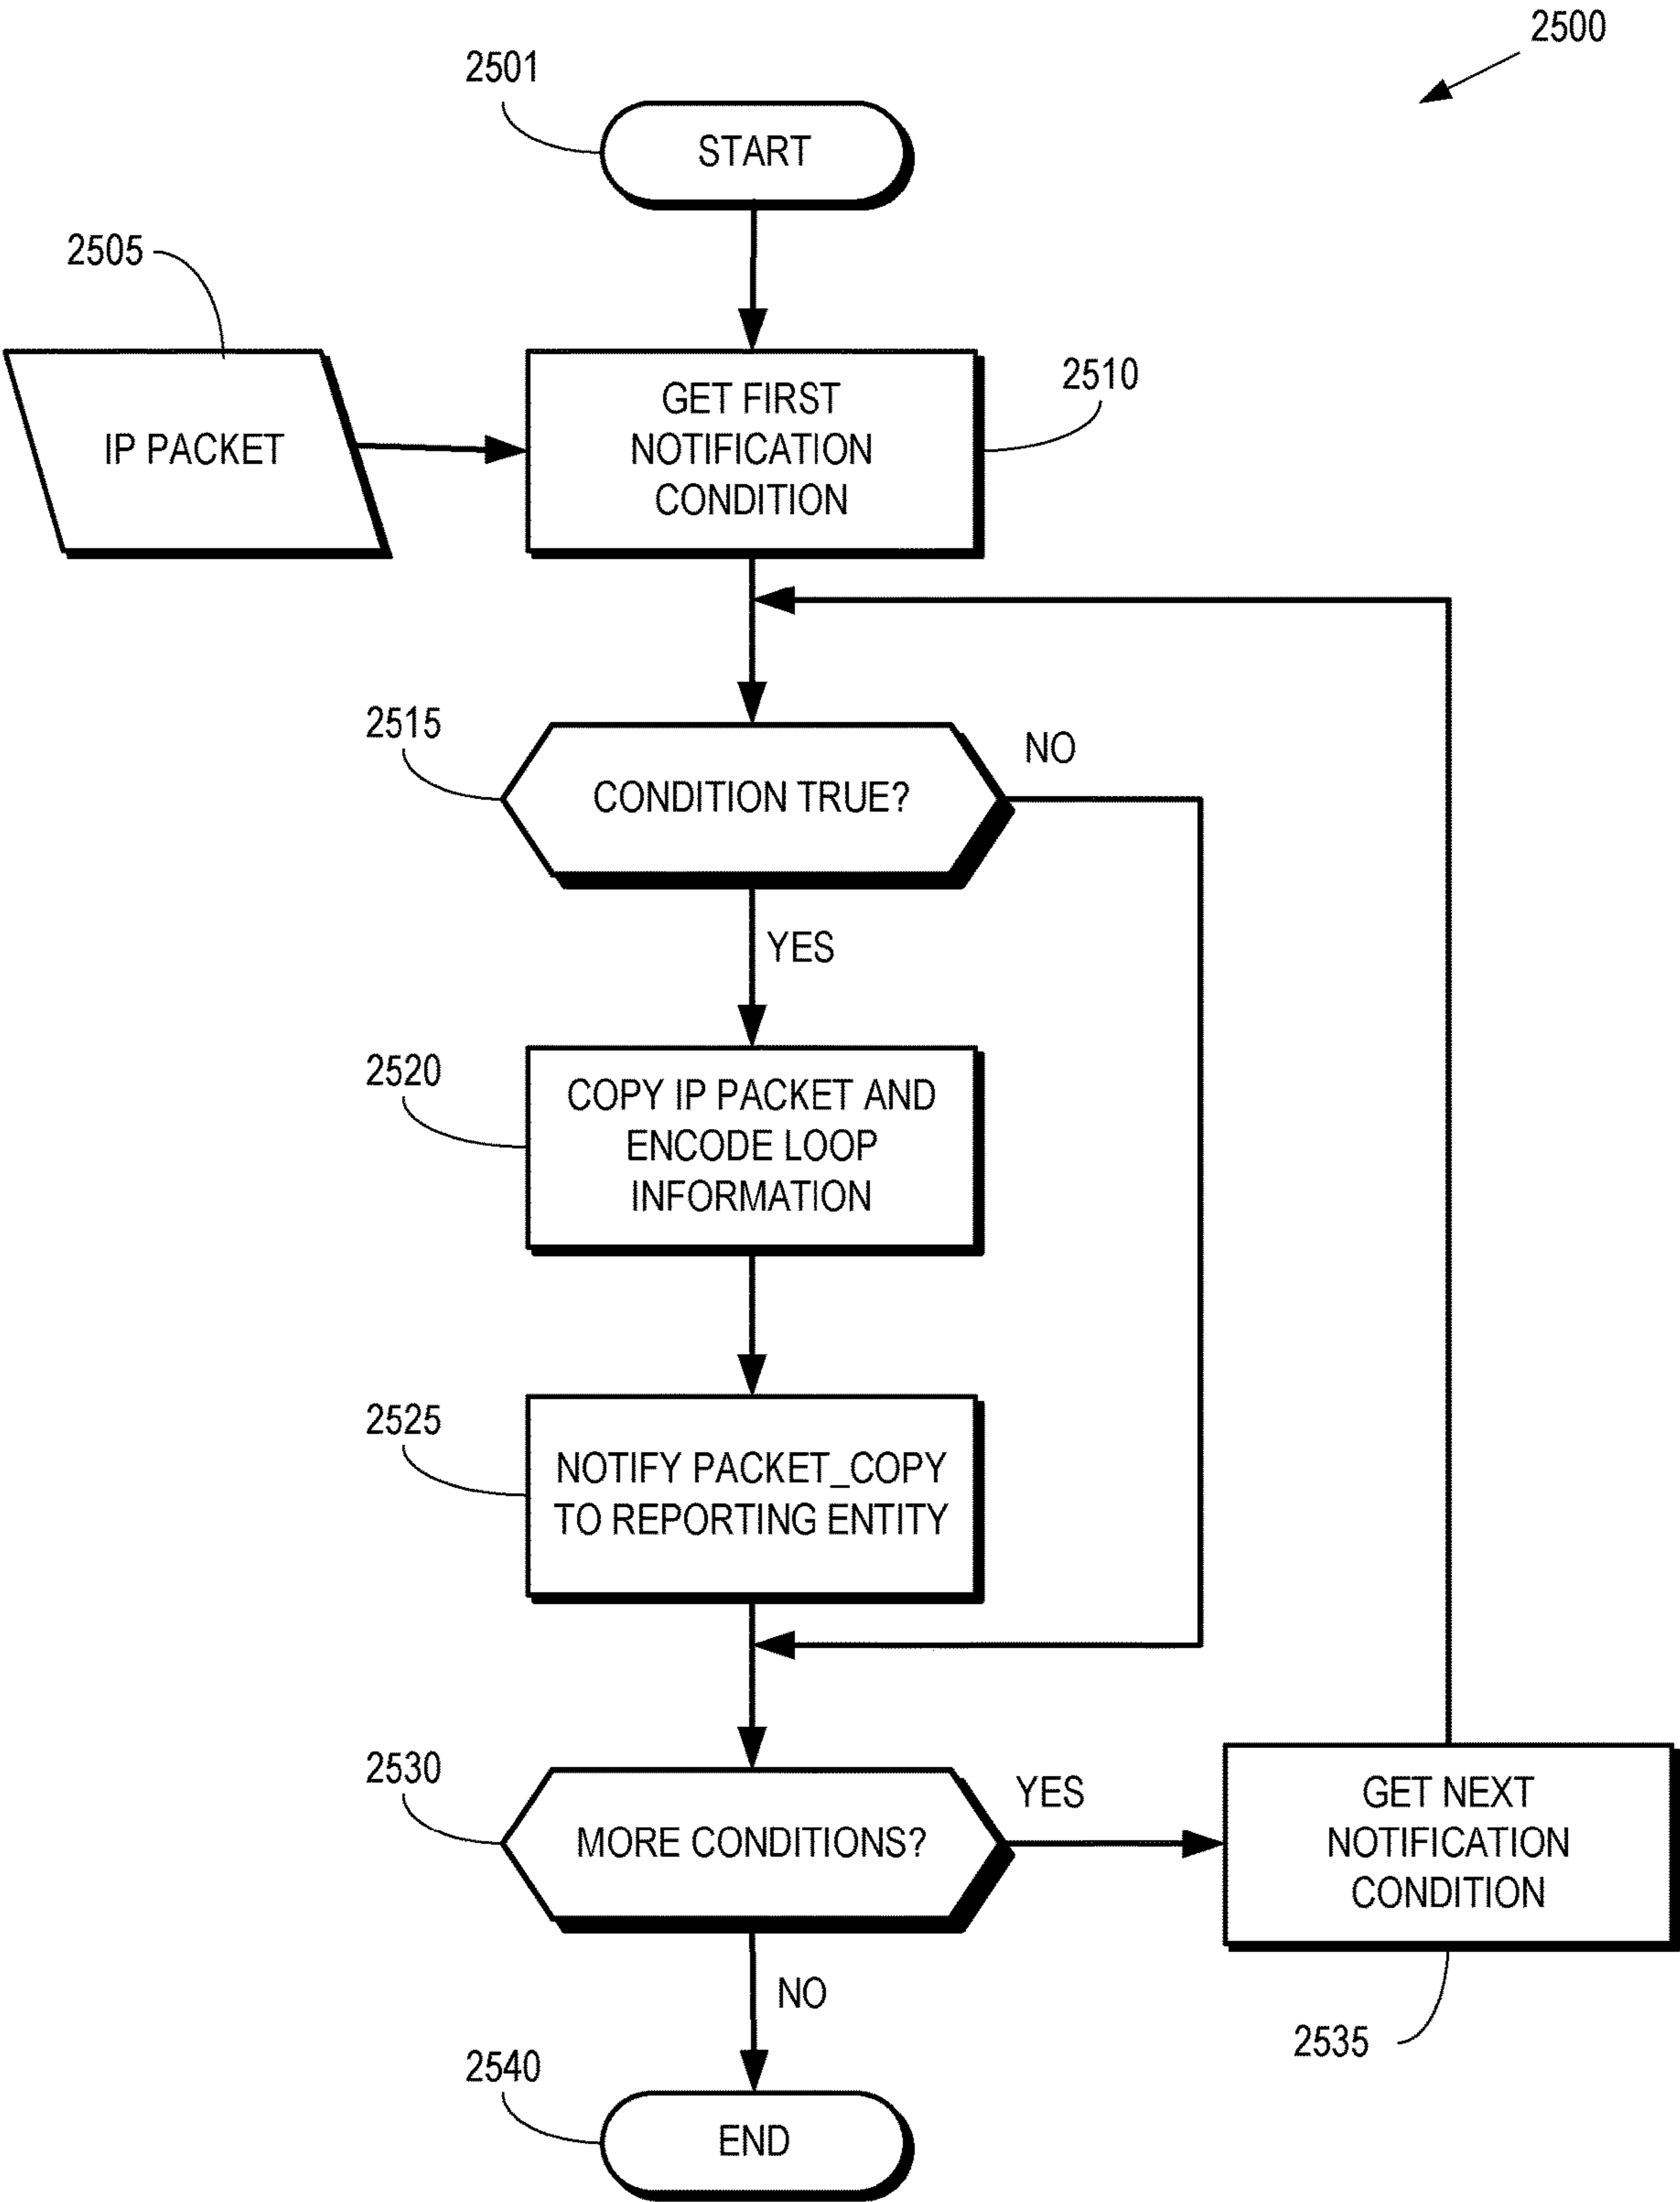 2500
2501
START
2505
IP PACKET
GET FIRST
NOTIFICATION
CONDITION
2510
2515
CONDITION TRUE?
NO
YES
2520
COPY IP PACKET AND
ENCODE LOOP
INFORMATION
2525
NOTIFY PACKET_COPY
TO REPORTING ENTITY
2530
MORE CONDITIONS?
YES
GET NEXT
NOTIFICATION
CONDITION
2535
NO
2540
END